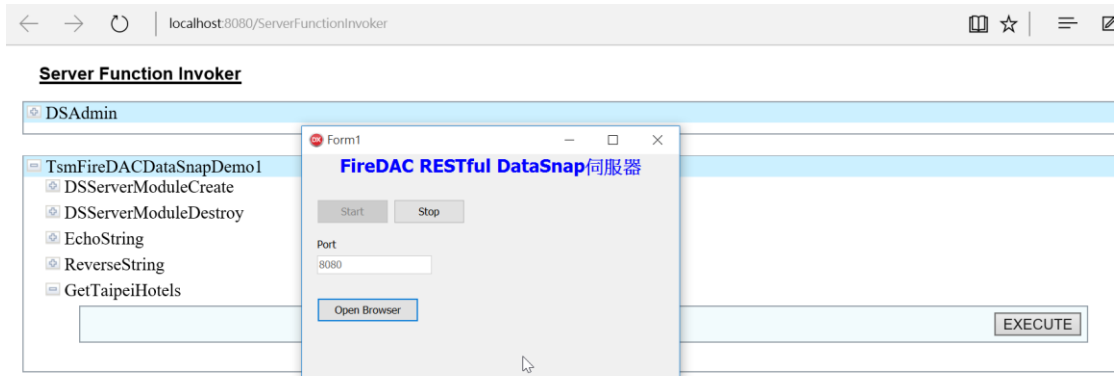 localhost:8080/ServerFunctionInvoker
Server Function Invoker
DSAdmin
TsmFireDACDataSnapDemo1
DSServerModuleCreate
DSServerModuleDestroy
EchoString
ReverseString
GetTaipeiHotels
EXECUTE
DX Form1
FireDAC RESTful DataSnap伺服器
Start Stop
Port
8080
Open Browser